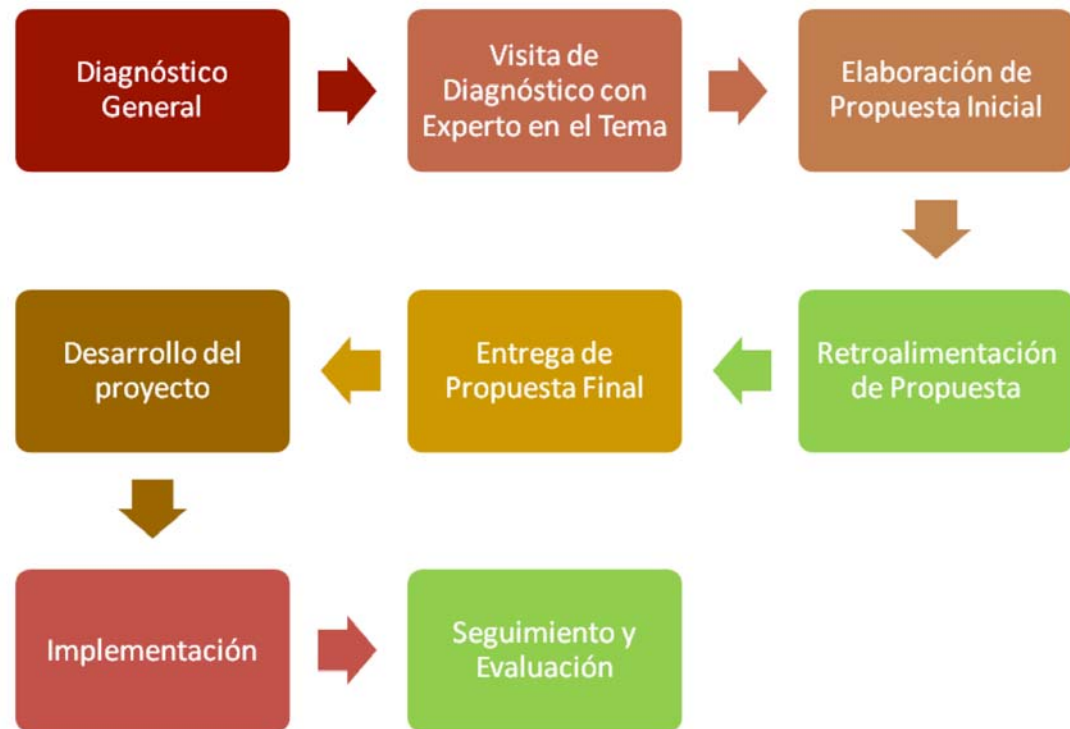 Diagnóstico
General
Visita de
Diagnóstico con
Experto en el Tema
Elaboración de
Propuesta Inicial
Retroalimentación
de Propuesta
Entrega de
Propuesta Final
Desarrollo del
proyecto
Implementación
Seguimiento y
Evaluación